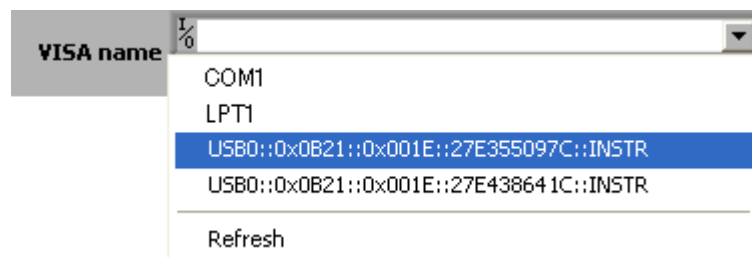 VISA name
I/O
COM1
LPT1
USB0::0x0B21::0x001E::27E355097C::INSTR
USB0::0x0B21::0x001E::27E438641C::INSTR
Refresh